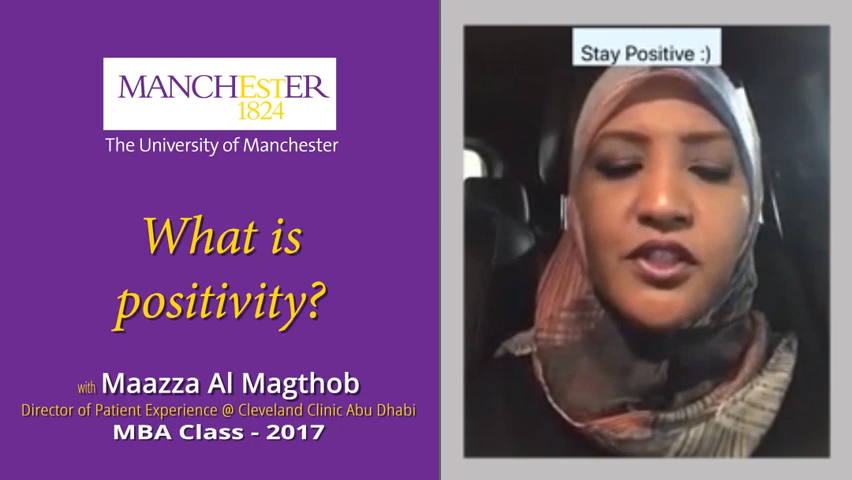 MANCHESTER
1824
The University of Manchester
What is
positivity?
with Maazza Al Magthob
Director of Patient Experience @ Cleveland Clinic Abu Dhabi
MBA Class - 2017
Stay Positive :)